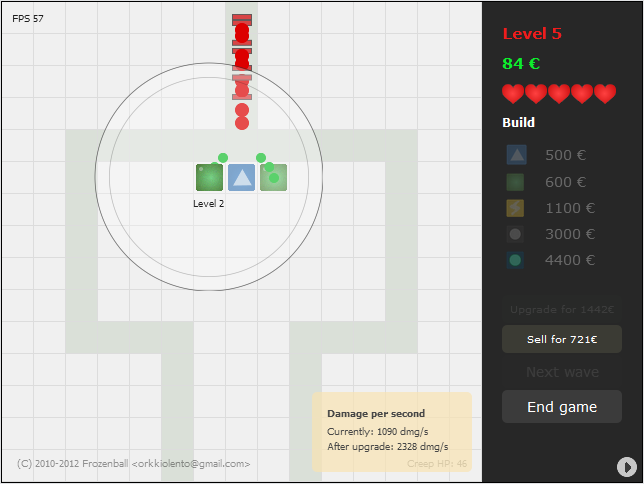 FPS 57
Level 5
84 €
Build
500 €
600 €
1100 €
3000 €
4400 €
Level 2
Upgrade for 1442€
Sell for 721€
Next wave
End game
Damage per second
Currently: 1090 dmg/s
After upgrade: 2328 dmg/s
(C) 2010-2012 Frozenball <orkkiolento@gmail.com>
Creep HP: 46